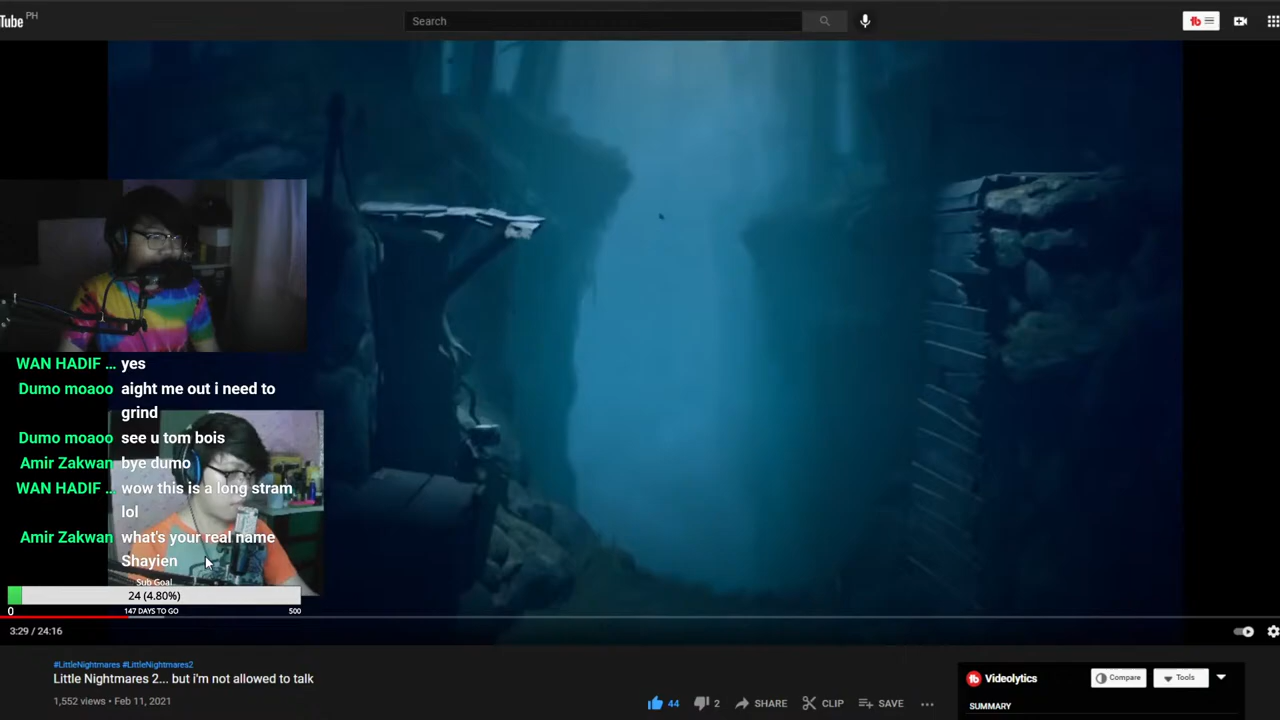 Tube PH
Search
WAN HADIF ... yes
Dumo moaoo aight me out i need to
grind
Dumo moaoo see u tom bois
Amir Zakwan bye dumo
WAN HADIF ... wow this is a long stram
lol
Amir Zakwan what's your real name
Shayien
Sub Goal
24 (4.80%)
0 147 DAYS TO GO 500
3:29 / 24:16
#LittleNightmares #LittleNightmares2
Little Nightmares 2... but i'm not allowed to talk
1,552 views • Feb 11, 2021
44 2 SHARE CLIP SAVE ...
tb Videolytics Compare Tools
SUMMARY